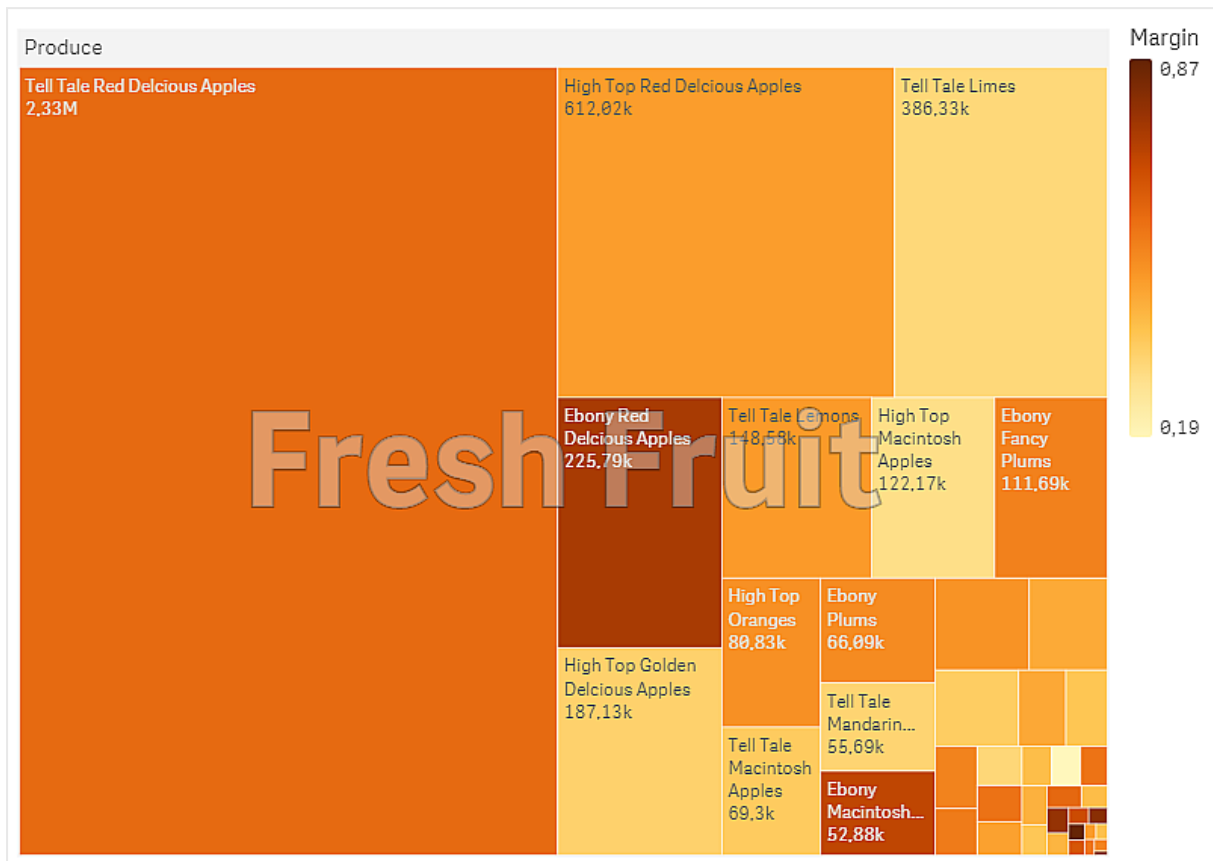 Produce
Margin
0,87
0,19
Tell Tale Red Delcious Apples
2,33M
High Top Red Delcious Apples
612,02k
Tell Tale Limes
386,33k
Ebony Red
Delcious Apples
225,79k
Tell Tale Lemons
148,58k
High Top
Macintosh
Apples
122,17k
Ebony
Fancy
Plums
111,69k
Fresh Fruit
High Top Golden
Delcious Apples
187,13k
High Top
Oranges
80,83k
Ebony
Plums
66,09k
Tell Tale
Macintosh
Apples
69,3k
Tell Tale
Mandarin...
55,69k
Ebony
Macintosh...
52,88k